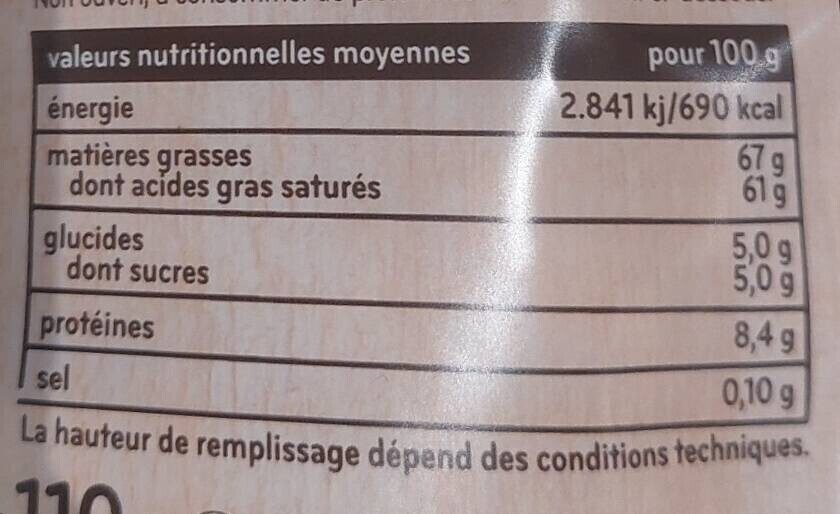 valeurs nutritionnelles moyennes pour 100 g
énergie 2.841 kj/690 kcal
matières grasses 67 g
dont acides gras saturés 61 g
glucides 5,0 g
dont sucres 5,0 g
protéines 8,4 g
sel 0,10 g
La hauteur de remplissage dépend des conditions techniques.
110